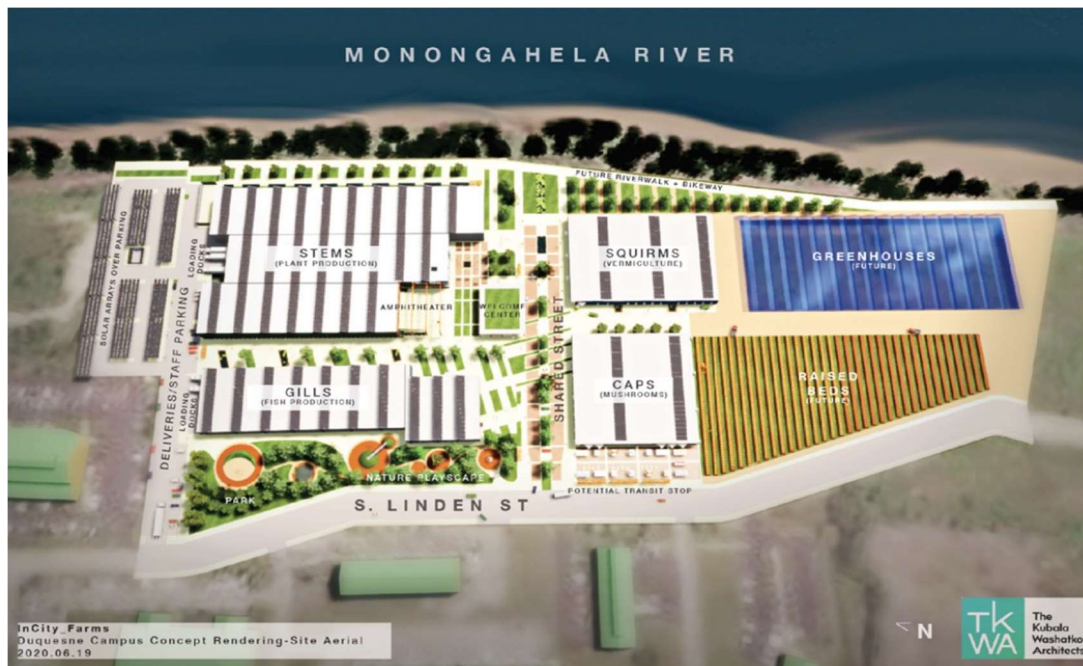 MONONGAHELA RIVER
FUTURE RIVERWALK + BIKEWAY
SOLAR ARRAYS OVER PARKING
LOADING
DOCKS
STEMS
(PLANT PRODUCTION)
SQUIRMS
(VERMICULTURE)
GREENHOUSES
(FUTURE)
AMPHITHEATER
WELCOME
CENTER
SHARED STREET
DELIVERIES/STAFF PARKING
LOADING
DOCKS
GILLS
(FISH PRODUCTION)
CAPS
(MUSHROOMS)
RAISED
BEDS
(FUTURE)
PARK
NATURE PLAYSCAPE
POTENTIAL TRANSIT STOP
S. LINDEN ST
InCity_Farms
Duquesne Campus Concept Rendering-Site Aerial
2020.06.19
< N
TK
WA
The
Kubala
Washatko
Architects